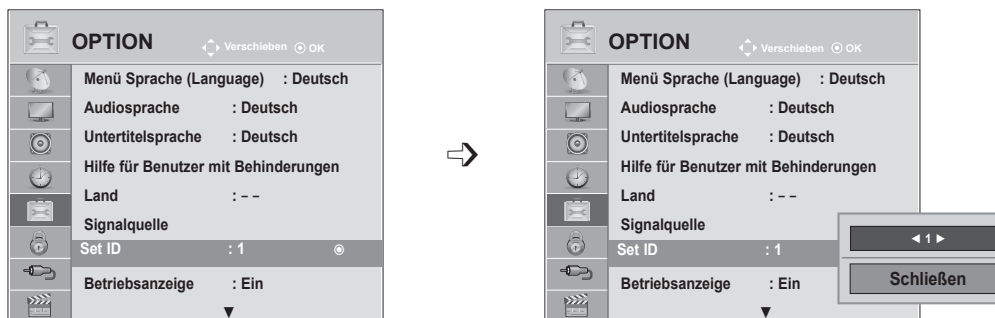 OPTION
Verschieben OK
Menü Sprache (Language) : Deutsch
Audiosprache : Deutsch
Untertitelsprache : Deutsch
Hilfe für Benutzer mit Behinderungen
Land : – –
Signalquelle
Set ID : 1
Betriebsanzeige : Ein
▼
OPTION
Verschieben OK
Menü Sprache (Language) : Deutsch
Audiosprache : Deutsch
Untertitelsprache : Deutsch
Hilfe für Benutzer mit Behinderungen
Land : – –
Signalquelle
Set ID : 1
◀ 1 ▶
Betriebsanzeige : Ein
Schließen
▼